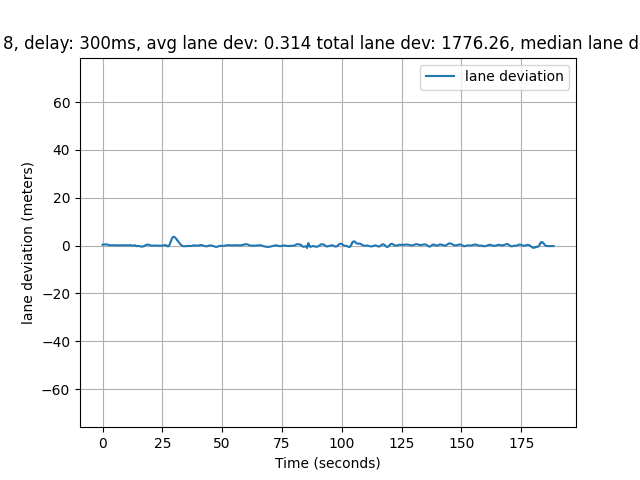 8, delay: 300ms, avg lane dev: 0.314 total lane dev: 1776.26, median lane d
lane deviation
60
40
20
0
−20
−40
−60
lane deviation (meters)
0 25 50 75 100 125 150 175
Time (seconds)